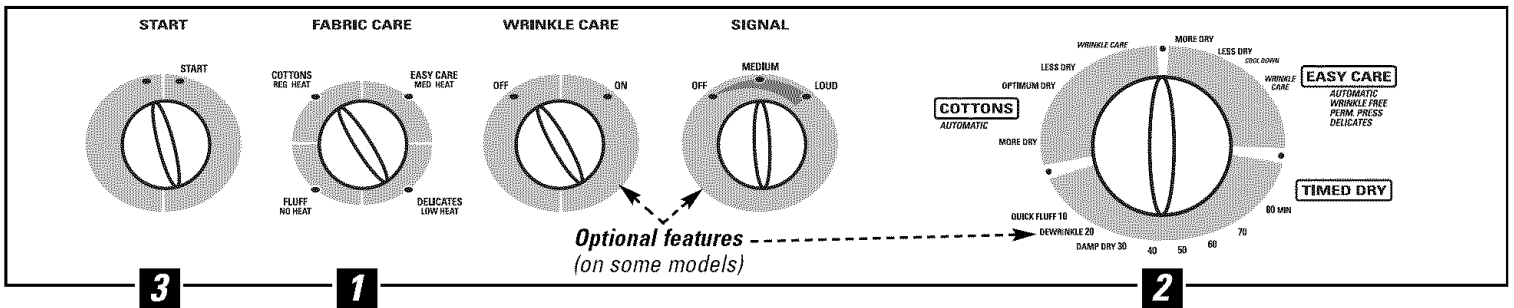 START
FABRIC CARE
WRINKLE CARE
SIGNAL
START
COTTONS
REG HEAT
EASY CARE
MED HEAT
FLUFF
NO HEAT
DELICATES
LOW HEAT
OFF
ON
OFF
MEDIUM
LOUD
Optional features
(on some models)
WRINKLE CARE
MORE DRY
LESS DRY
COOL DOWN
WRINKLE
CARE
EASY CARE
AUTOMATIC
WRINKLE FREE
PERM. PRESS
DELICATES
LESS DRY
OPTIMUM DRY
COTTONS
AUTOMATIC
MORE DRY
TIMED DRY
80 MIN
70
60
50
40
DAMP DRY 30
DEWRINKLE 20
QUICK FLUFF 10
3
1
2